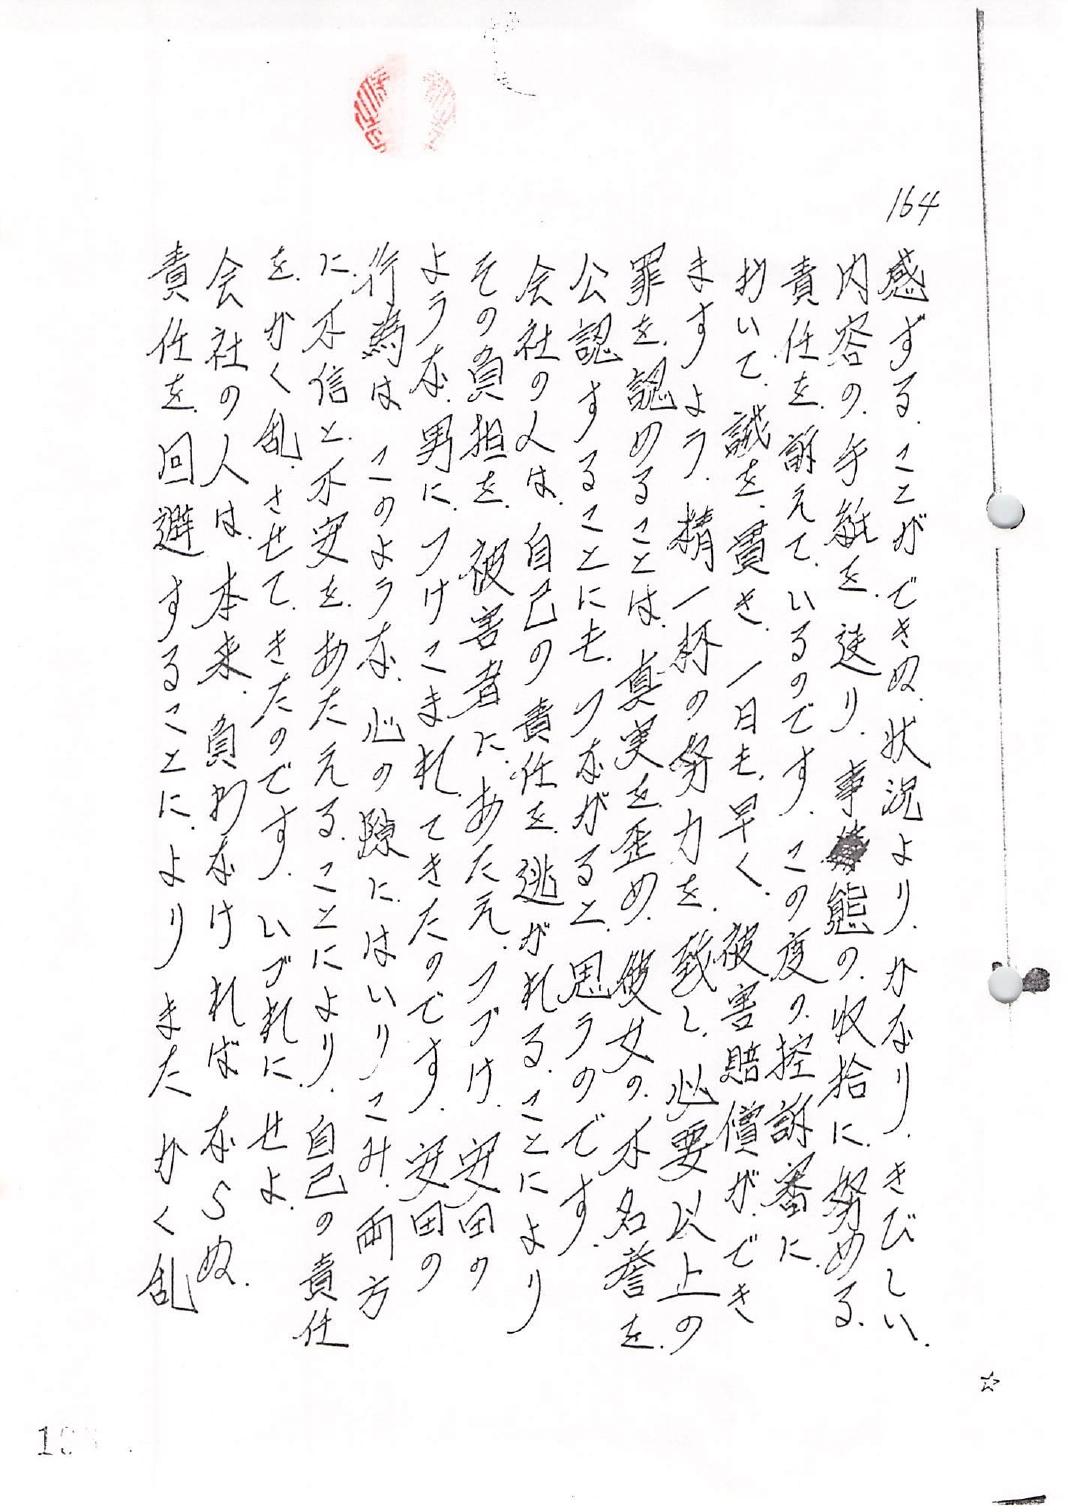 164
感ずる、ことができぬ、状況より、かなり、きびしい、
内容の、手紙を、送り、事態の、収拾に、努める、
責任を、訴えて、いるのです、この度の、控訴審に、
おいて、誠を、貫き、一日も、早く、被害賠償が、でき
ますよう、精一杯の努力を、致し、必要以上の
罪を、認めることは、真実を歪め、彼女の、不名誉を、
公認することにも、つながると、思うのです、
会社の人は、自己の責任を、逃がれる、ことにより
その負担を、被害者に、あたえ、つづけ、安田の
ような、男に、つけこまれ、てきたのです、安田の
行為は、このような、心の隙に、はいりこみ、両方
に、不信と、不安を、あたえる、ことにより、自己の責任
を、かく乱、させて、きたのです、いづれに、せよ、
会社の人は、本来、負わなければ、ならぬ、
責任を、回避することに、より、また、かく乱
☆